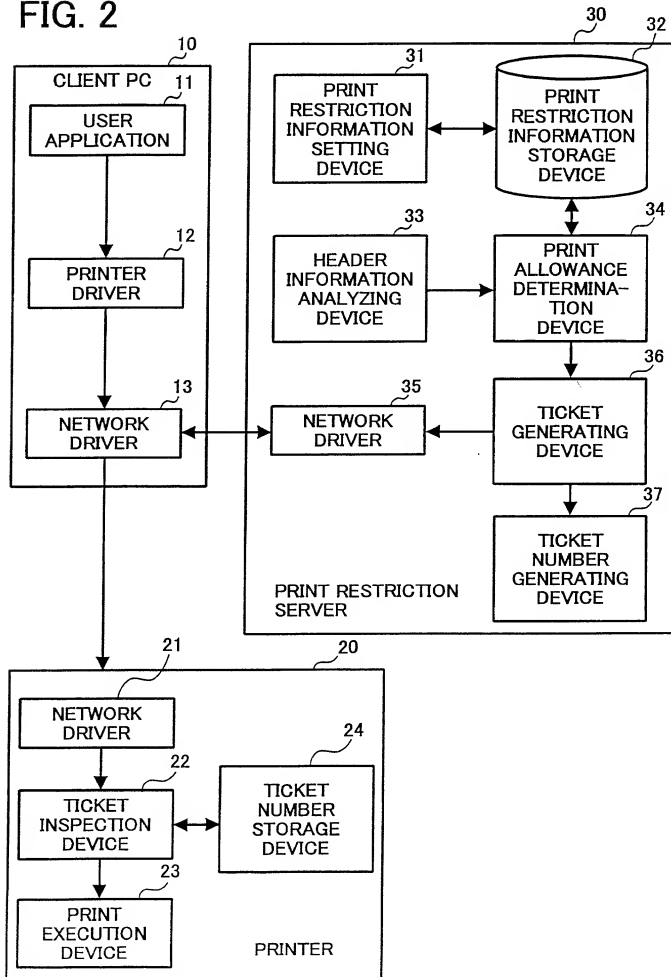 FIG. 2
10
CLIENT PC
11
USER
APPLICATION
12
PRINTER
DRIVER
13
NETWORK
DRIVER
30
31
PRINT
RESTRICTION
INFORMATION
SETTING
DEVICE
32
PRINT
RESTRICTION
INFORMATION
STORAGE
DEVICE
33
HEADER
INFORMATION
ANALYZING
DEVICE
34
PRINT
ALLOWANCE
DETERMINA-
TION
DEVICE
35
NETWORK
DRIVER
36
TICKET
GENERATING
DEVICE
37
TICKET
NUMBER
GENERATING
DEVICE
PRINT RESTRICTION
SERVER
20
21
NETWORK
DRIVER
22
TICKET
INSPECTION
DEVICE
23
PRINT
EXECUTION
DEVICE
24
TICKET
NUMBER
STORAGE
DEVICE
PRINTER